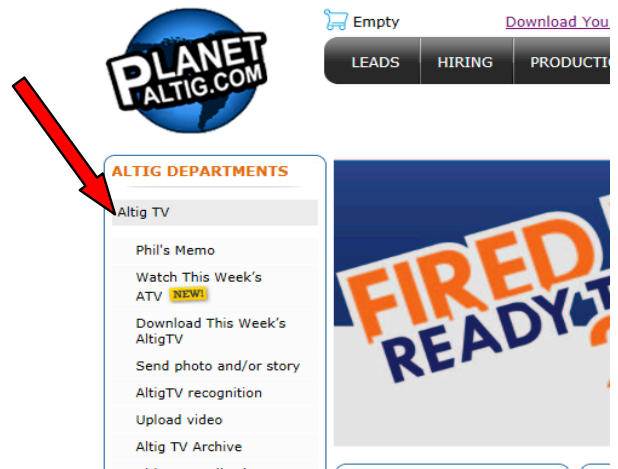 PLANET
ALTIG.COM
Empty
Download You
LEADS HIRING PRODUCTI
ALTIG DEPARTMENTS
Altig TV
Phil's Memo
Watch This Week's
ATV NEW!
Download This Week's
AltigTV
Send photo and/or story
AltigTV recognition
Upload video
Altig TV Archive
FIRED
READY